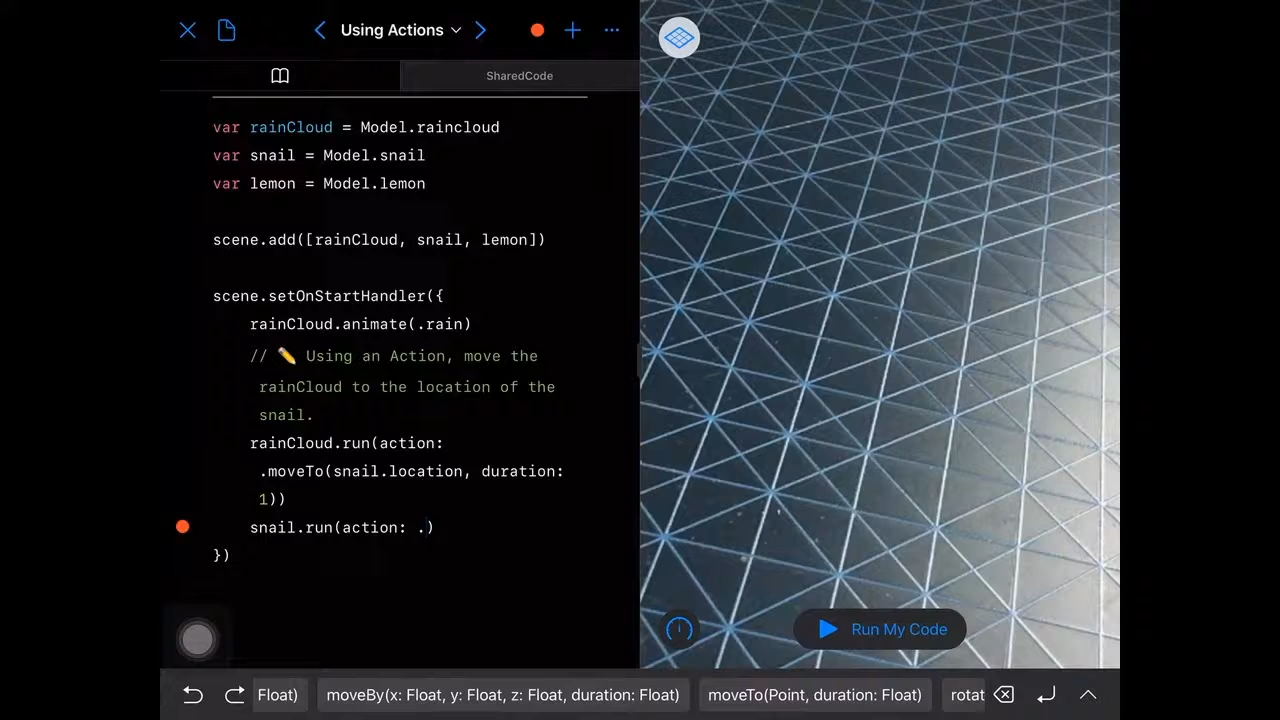 Using Actions
SharedCode
var rainCloud = Model.raincloud
var snail = Model.snail
var lemon = Model.lemon
scene.add([rainCloud, snail, lemon])
scene.setOnStartHandler({
rainCloud.animate(.rain)
// ✏️ Using an Action, move the
rainCloud to the location of the
snail.
rainCloud.run(action:
.moveTo(snail.location, duration:
1))
snail.run(action: .)
})
Run My Code
Float)
moveBy(x: Float, y: Float, z: Float, duration: Float)
moveTo(Point, duration: Float)
rotat